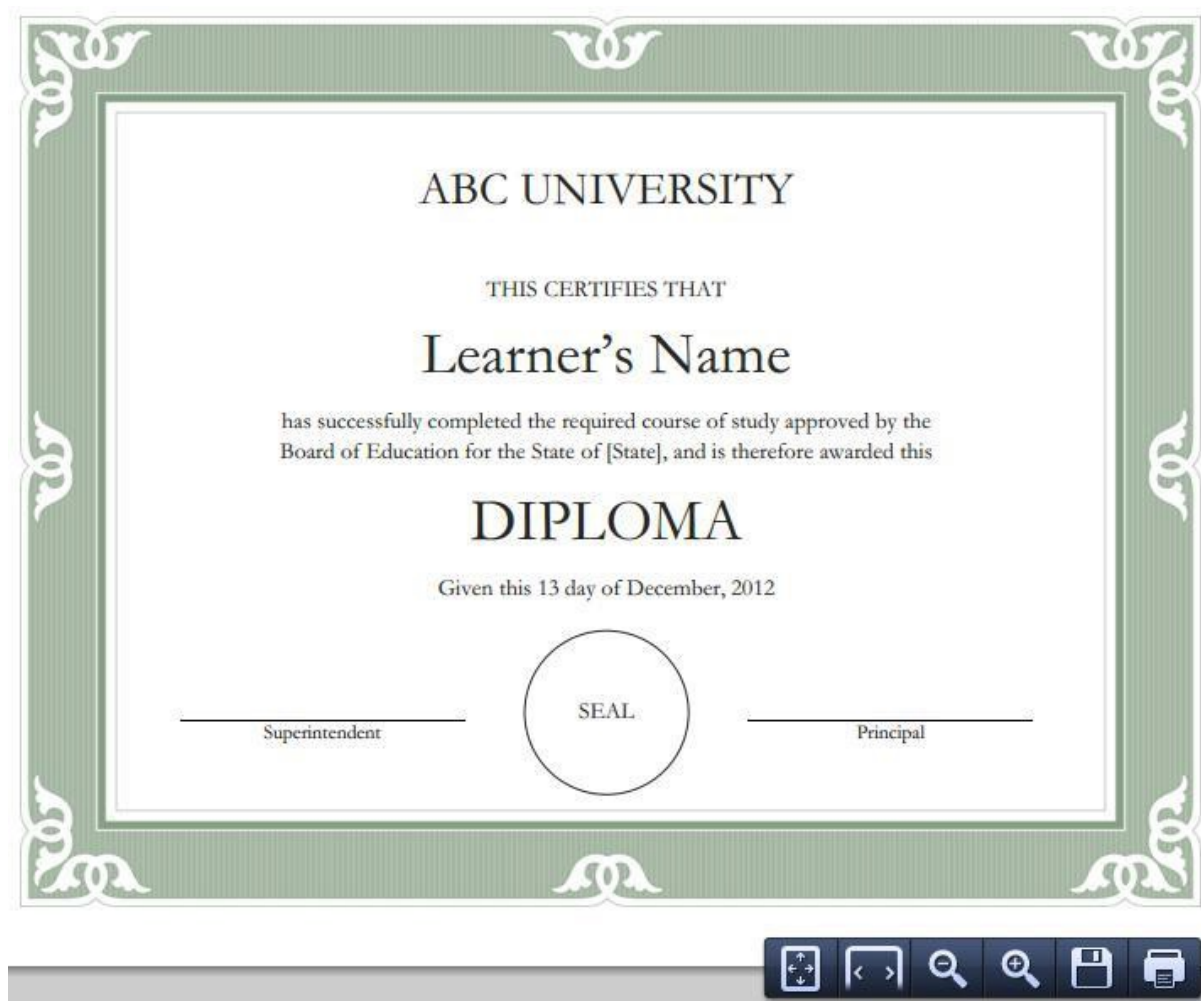 ABC UNIVERSITY
THIS CERTIFIES THAT
Learner’s Name
has successfully completed the required course of study approved by the
Board of Education for the State of [State], and is therefore awarded this
DIPLOMA
Given this 13 day of December, 2012
SEAL
Superintendent
Principal